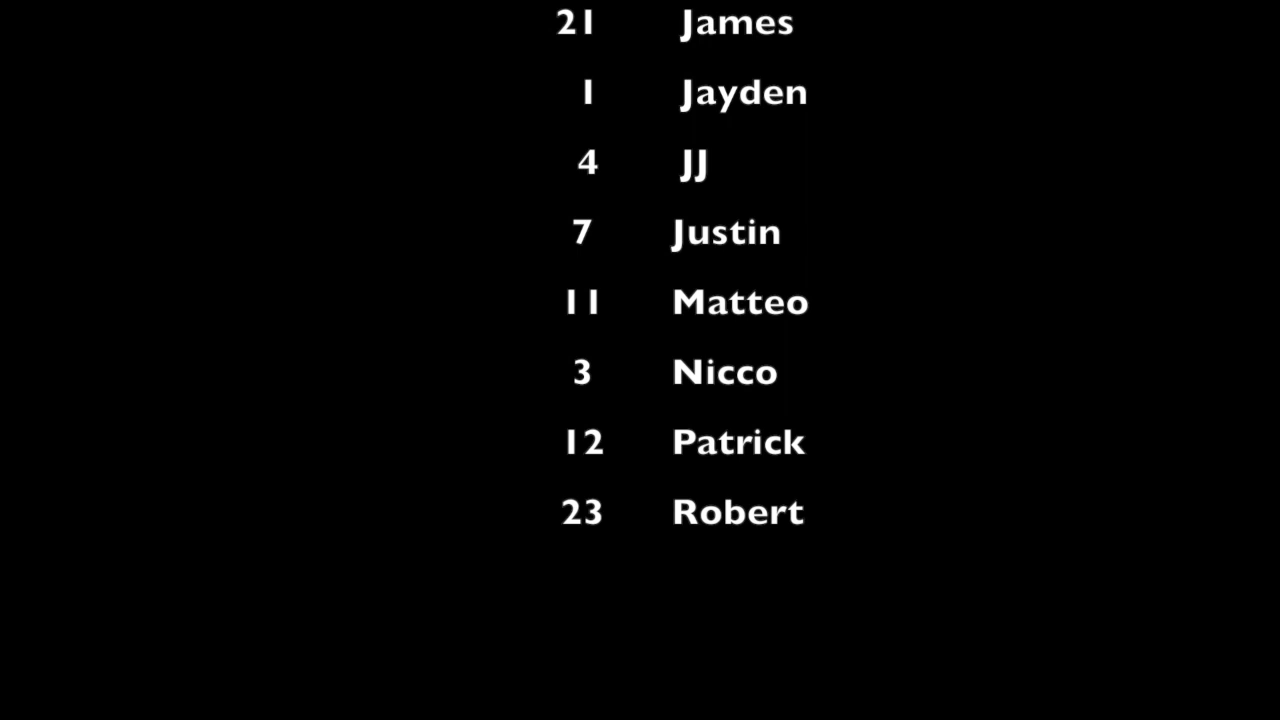 21 James
1 Jayden
4 JJ
7 Justin
11 Matteo
3 Nicco
12 Patrick
23 Robert